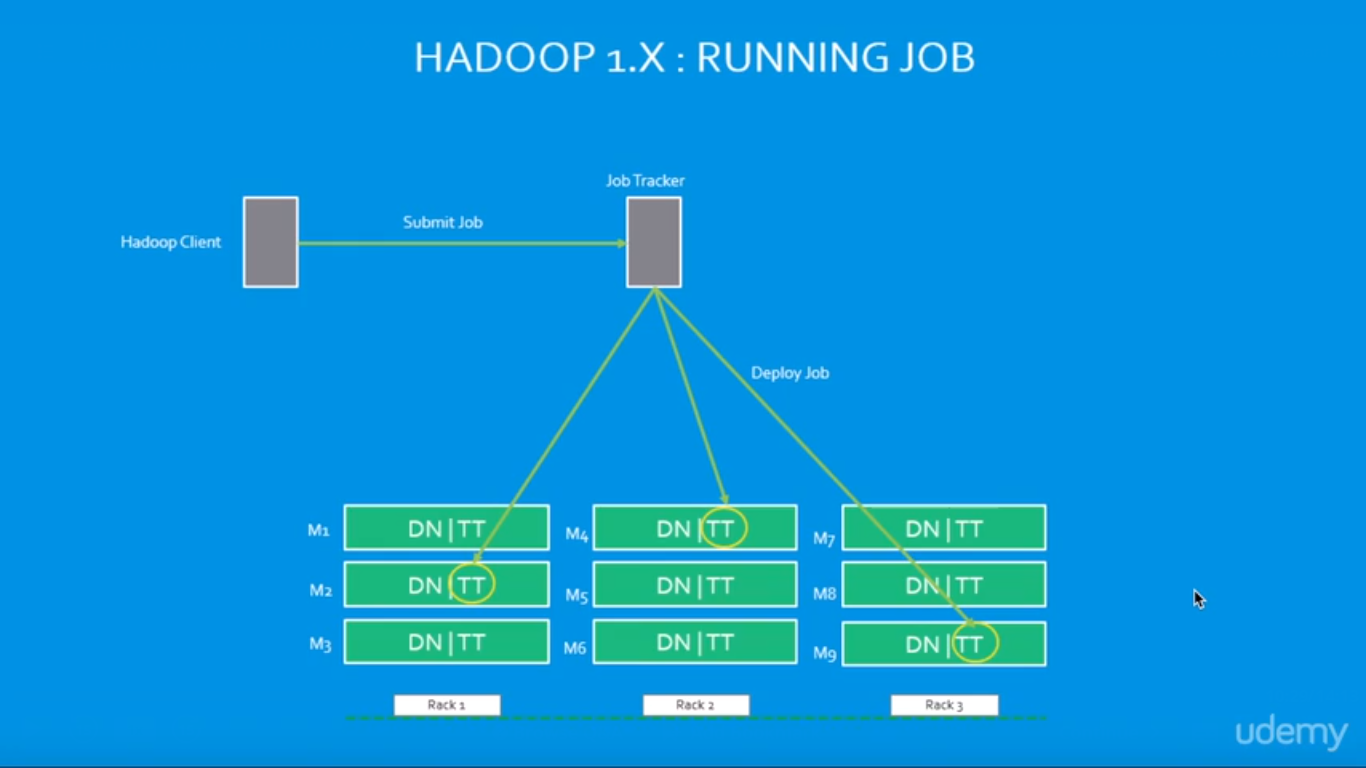 HADOOP 1.X : RUNNING JOB
Job Tracker
Submit Job
Hadoop Client
Deploy Job
M1 DN|TT M4 DN|TT M7 DN|TT
M2 DN|TT M5 DN|TT M8 DN|TT
M3 DN|TT M6 DN|TT M9 DN|TT
Rack 1 Rack 2 Rack 3
udemy